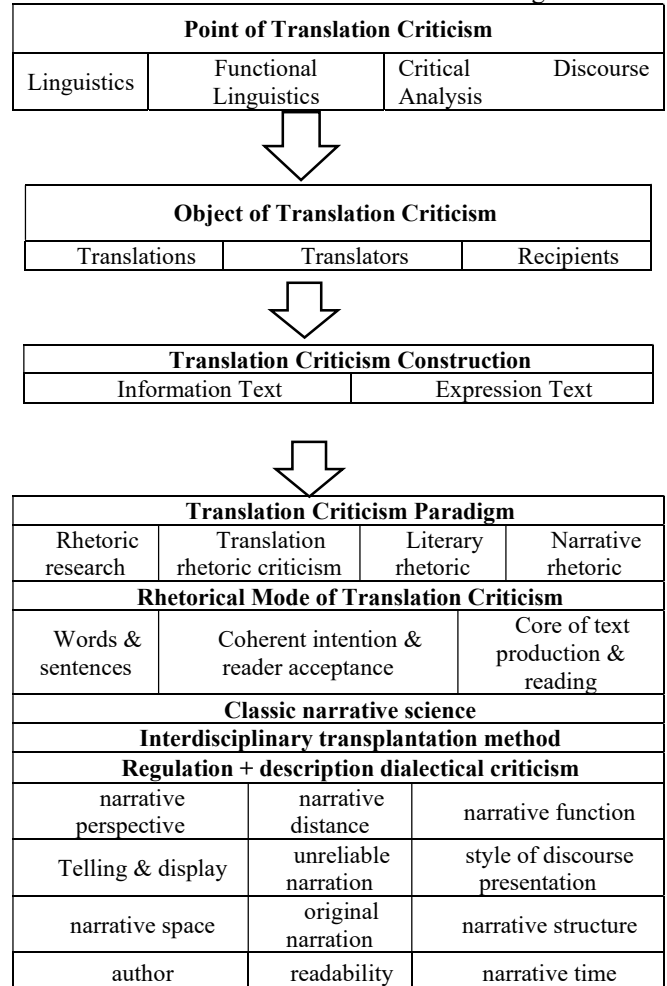 Point of Translation Criticism
Linguistics
Functional
Linguistics
Critical Discourse
Analysis
Object of Translation Criticism
Translations
Translators
Recipients
Translation Criticism Construction
Information Text
Expression Text
Translation Criticism Paradigm
Rhetoric
research
Translation
rhetoric criticism
Literary
rhetoric
Narrative
rhetoric
Rhetorical Mode of Translation Criticism
Words &
sentences
Coherent intention &
reader acceptance
Core of text
production &
reading
Classic narrative science
Interdisciplinary transplantation method
Regulation + description dialectical criticism
narrative
perspective
narrative
distance
narrative function
Telling & display
unreliable
narration
style of discourse
presentation
narrative space
original
narration
narrative structure
author
readability
narrative time